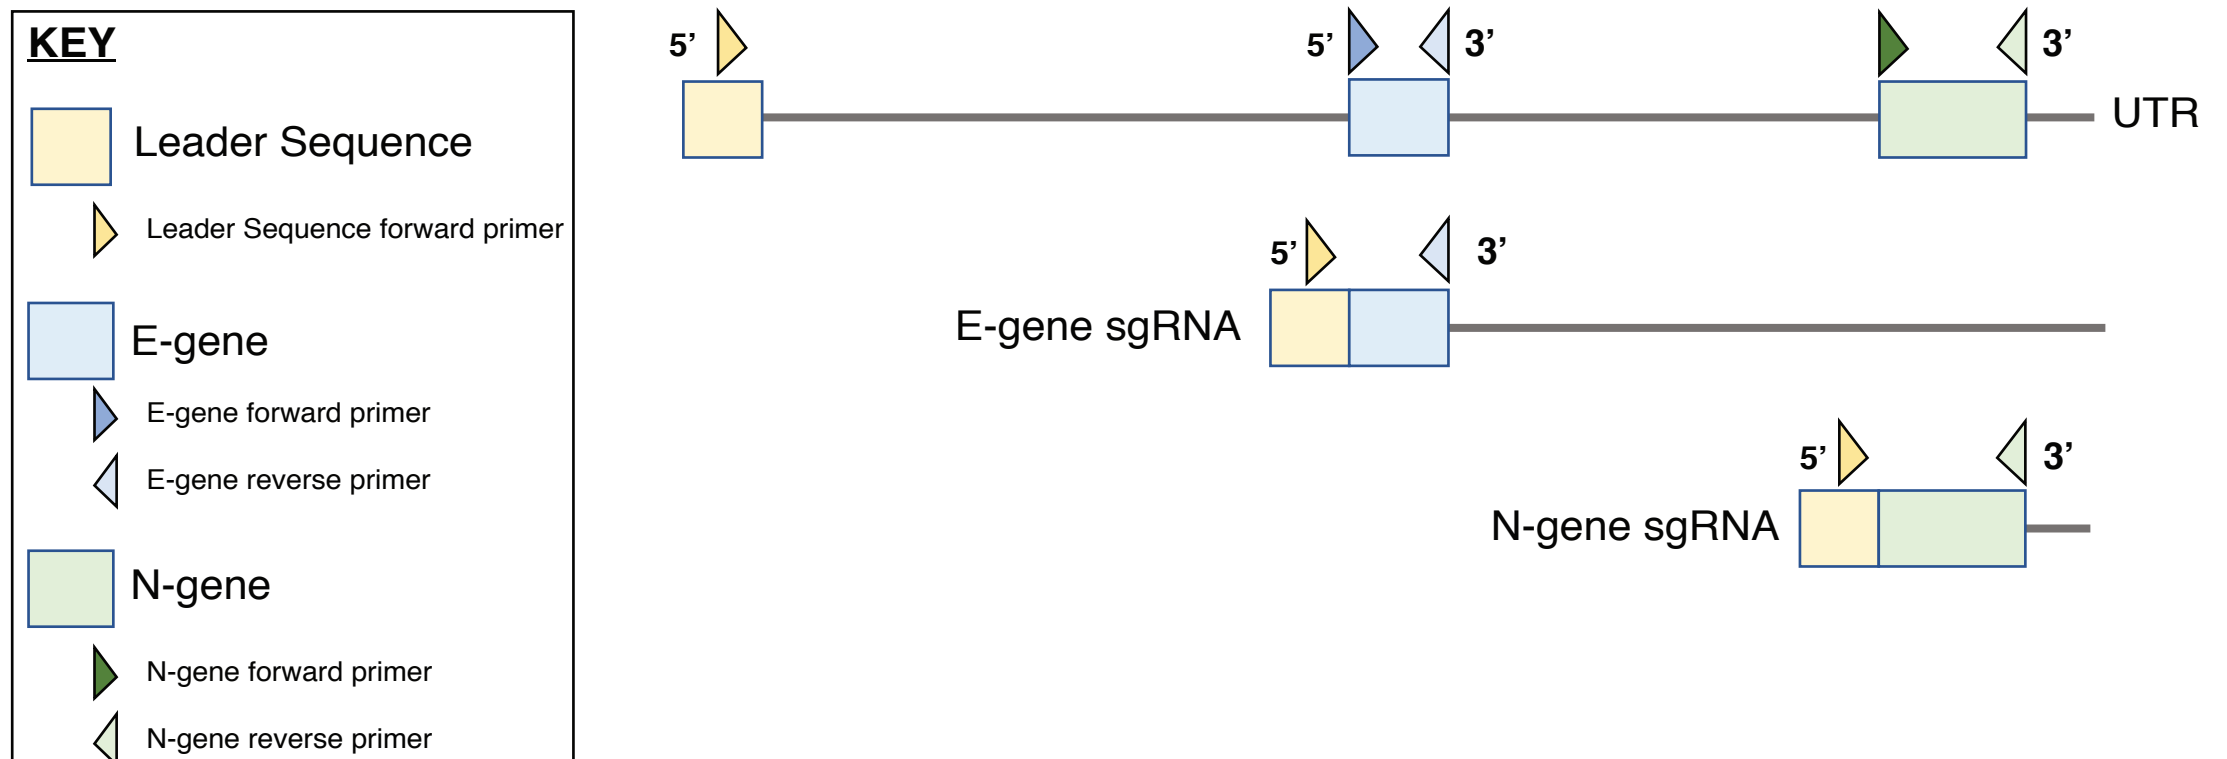 KEY
Leader Sequence
Leader Sequence forward primer
E-gene
E-gene forward primer
E-gene reverse primer
N-gene
N-gene forward primer
N-gene reverse primer
5’ 5’ 3’ 3’
UTR
5’ 3’
E-gene sgRNA
5’ 3’
N-gene sgRNA